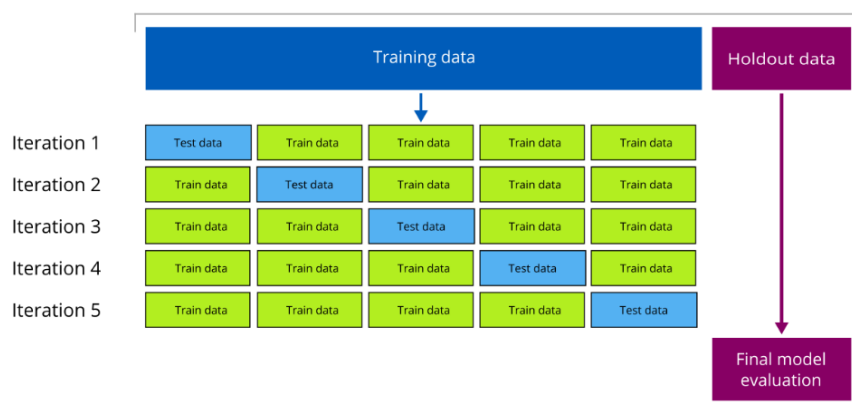 Training data
Holdout data
Iteration 1
Test data
Train data
Train data
Train data
Train data
Iteration 2
Train data
Test data
Train data
Train data
Train data
Iteration 3
Train data
Train data
Test data
Train data
Train data
Iteration 4
Train data
Train data
Train data
Test data
Train data
Iteration 5
Train data
Train data
Train data
Train data
Test data
Final model
evaluation